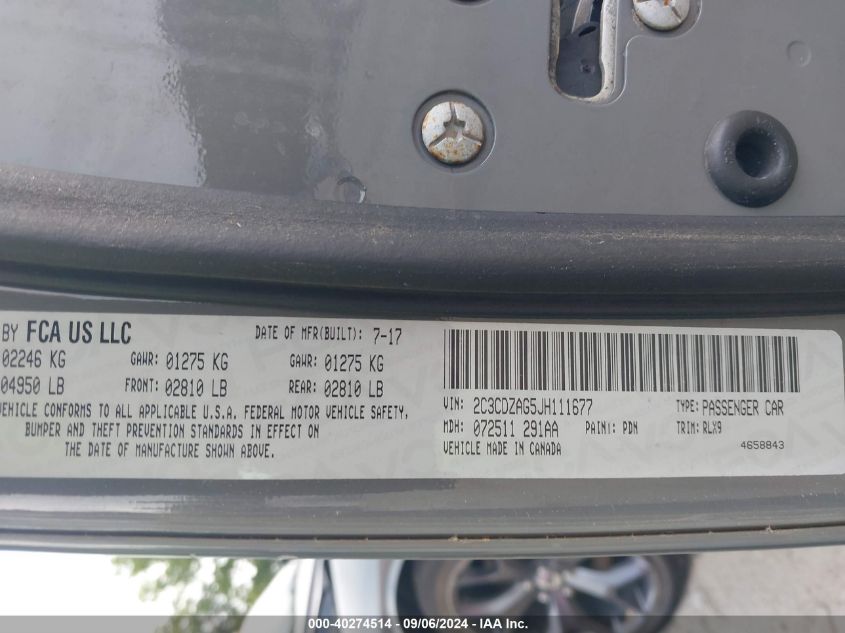 BY FCA US LLC DATE OF MFR(BUILT): 7-17
02246 KG GAWR: 01275 KG GAWR: 01275 KG
04950 LB FRONT: 02810 LB REAR: 02810 LB
VEHICLE CONFORMS TO ALL APPLICABLE U.S.A. FEDERAL MOTOR VEHICLE SAFETY,
BUMPER AND THEFT PREVENTION STANDARDS IN EFFECT ON
THE DATE OF MANUFACTURE SHOWN ABOVE.
VIN: 2C3CDZAG5JH111677 TYPE: PASSENGER CAR
MDH: 072511 291AA PAINT: PDN TRIM: RLX9
VEHICLE MADE IN CANADA 4658843
000-40274514 - 09/06/2024 - IAA Inc.